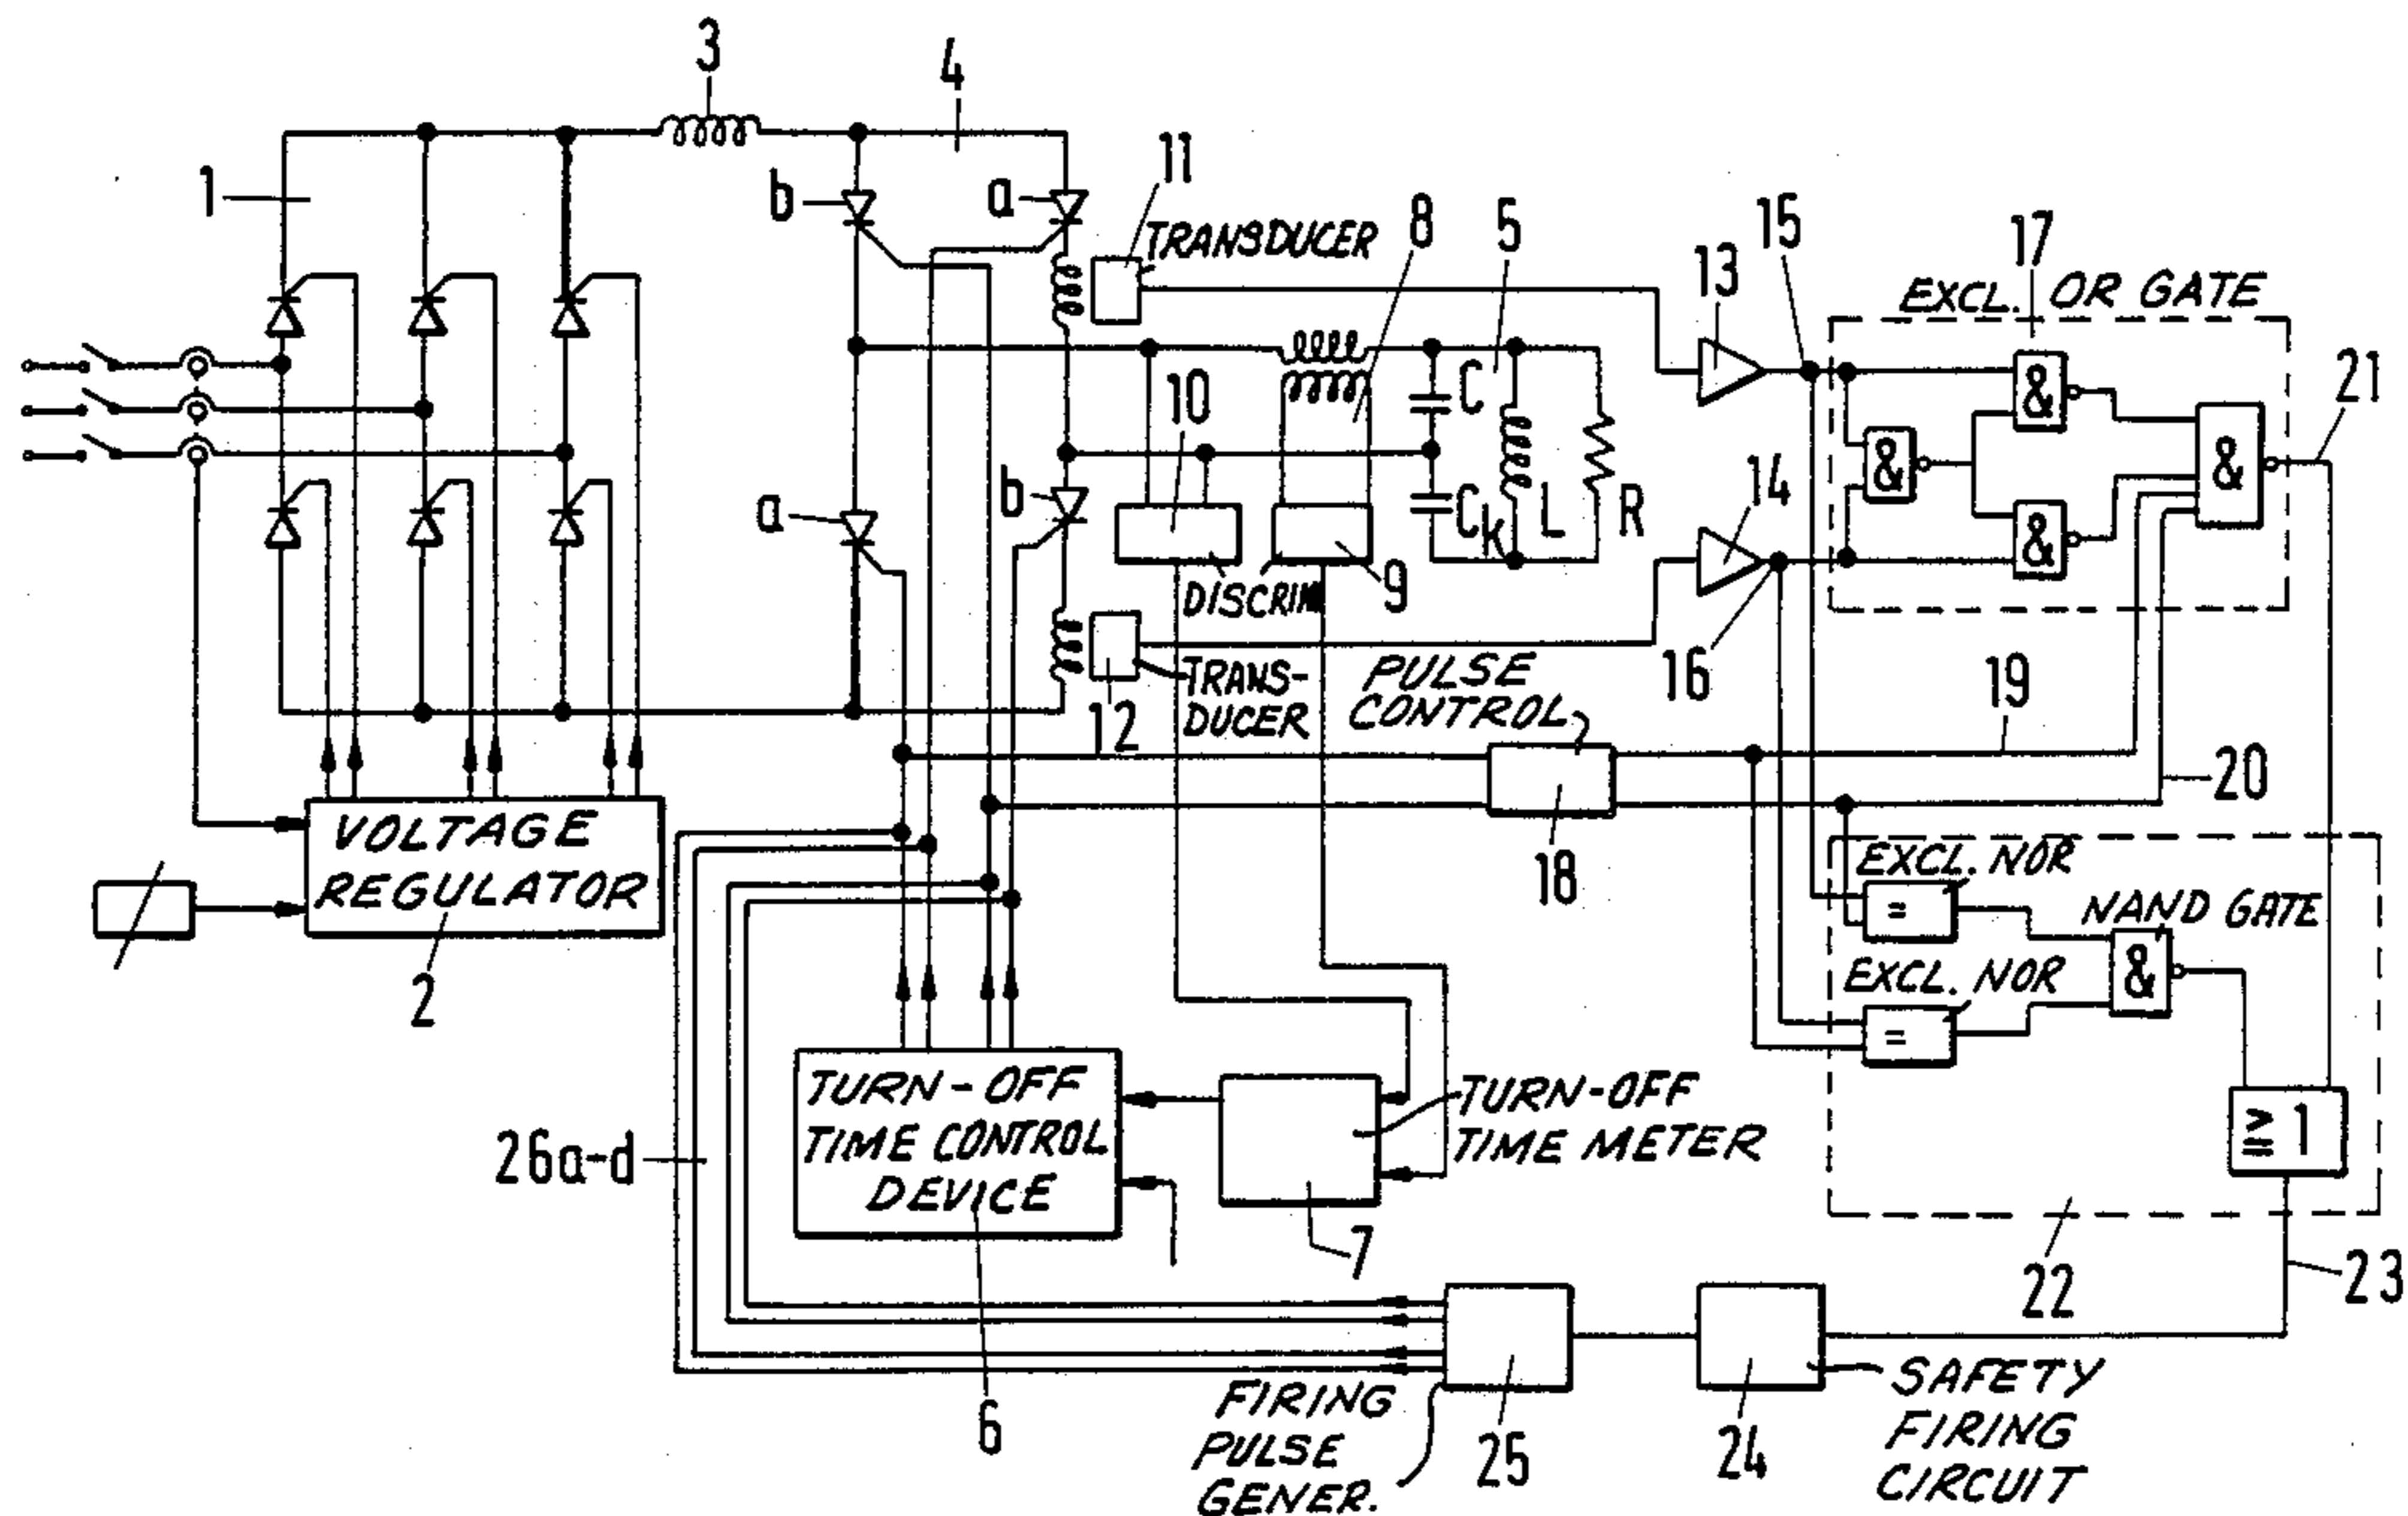 3
4
1
b
a
11
TRANSDUCER
8
5
13
15
17
EXCL. OR GATE
21
10
C
&
&
&
&
14
a
b
CK
L
R
DISCRIM
9
16
TRANS-
DUCER
12
PULSE
CONTROL
19
20
18
VOLTAGE
REGULATOR
2
EXCL. NOR
=
NAND GATE
&
EXCL. NOR
=
≥ 1
26a-d
TURN-OFF
TIME CONTROL
DEVICE
6
TURN-OFF
TIME METER
7
22
23
FIRING
PULSE
GENER.
25
24
SAFETY
FIRING
CIRCUIT